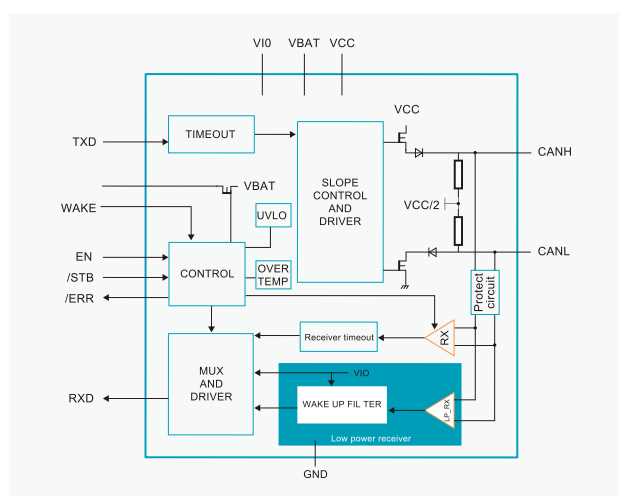 VI0 VBAT VCC
VCC
TXD
TIMEOUT
CANH
SLOPE
CONTROL
AND
DRIVER
VBAT
WAKE
UVLO
VCC/2
EN
/STB
/ERR
CONTROL
OVER
TEMP
CANL
Protect
circuit
Receiver timeout
RX
MUX
AND
DRIVER
VIO
RXD
WAKE UP FIL TER
LP_RX
Low power receiver
GND